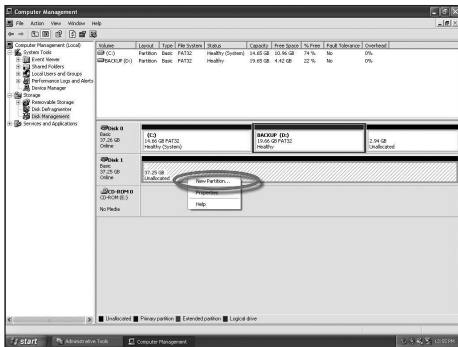 Computer Management
File Action View Window Help
Computer Management (Local)
System Tools
Event Viewer
Shared Folders
Local Users and Groups
Performance Logs and Alerts
Device Manager
Storage
Removable Storage
Disk Defragmenter
Disk Management
Services and Applications
Volume Layout Type File System Status Capacity Free Space % Free Fault Tolerance Overhead
(C:) Partition Basic FAT32 Healthy (System) 14.65 GB 10.96 GB 74 % No 0%
BACKUP (D:) Partition Basic FAT32 Healthy 19.65 GB 4.42 GB 22 % No 0%
Disk 0
Basic
37.26 GB
Online
(C:)
14.66 GB FAT32
Healthy (System)
BACKUP (D:)
19.66 GB FAT32
Healthy
2.94 GB
Unallocated
Disk 1
Basic
37.25 GB
Online
37.25 GB
Unallocated
New Partition...
Properties
Help
CD-ROM 0
CD-ROM (E:)
No Media
Unallocated Primary partition Extended partition Logical drive
start Administrative Tools Computer Management 12:55 PM